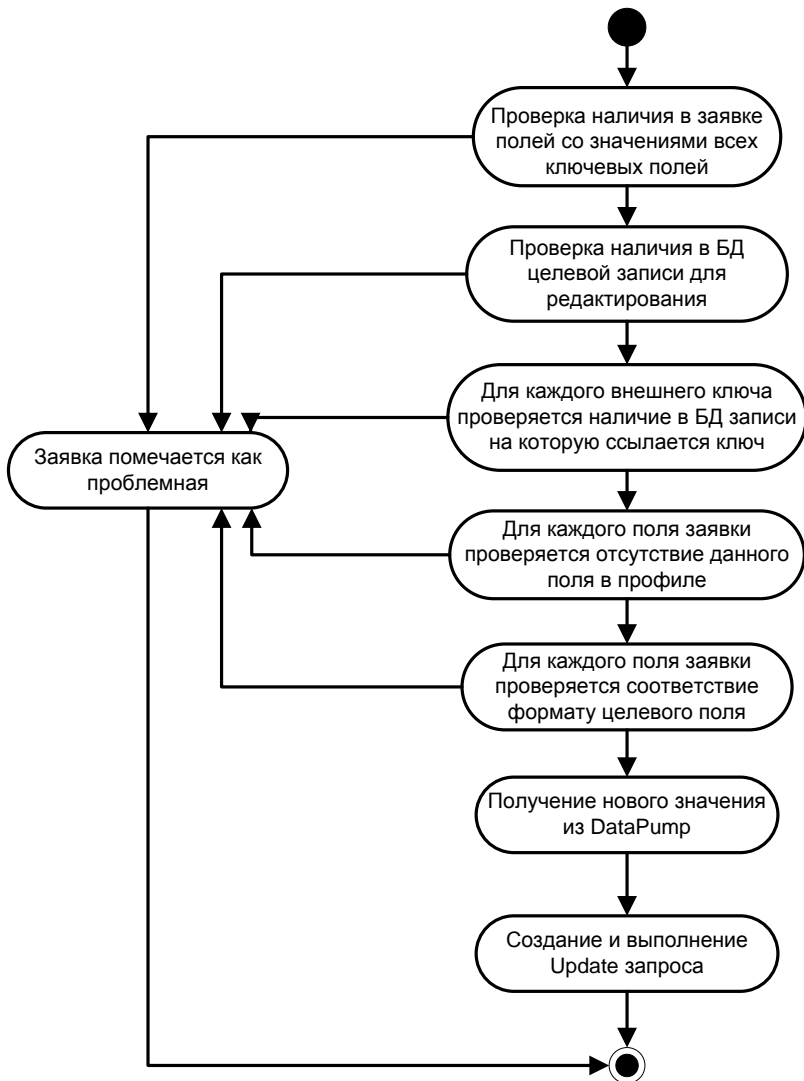 Проверка наличия в заявке
полей со значениями всех
ключевых полей
Проверка наличия в БД
целевой записи для
редактирования
Для каждого внешнего ключа
проверяется наличие в БД записи
на которую ссылается ключ
Заявка помечается как
проблемная
Для каждого поля заявки
проверяется отсутствие данного
поля в профиле
Для каждого поля заявки
проверяется соответствие
формату целевого поля
Получение нового значения
из DataPump
Создание и выполнение
Update запроса